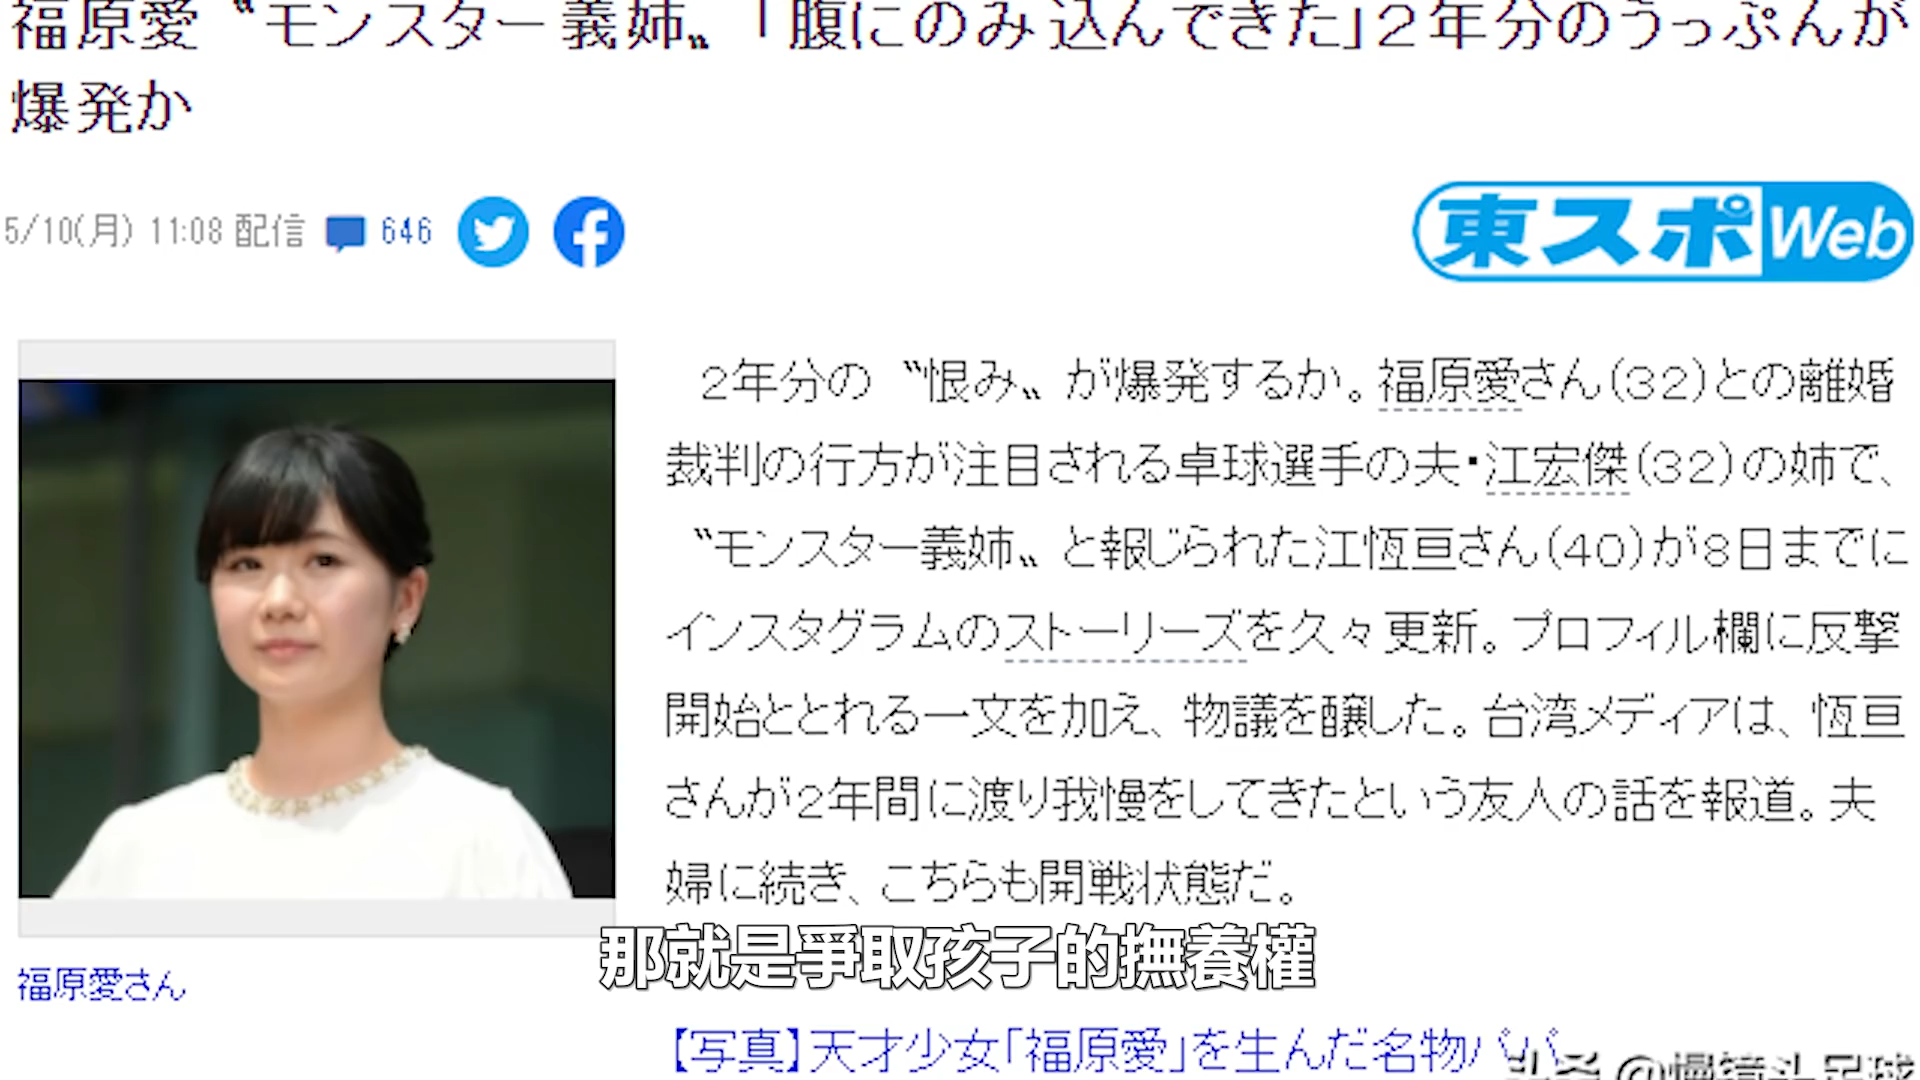 福原愛〝モンスター義姉〟「腹にのみ込んできた」２年分のうっぷんが
爆発か
5/10(月) 11:08 配信
646
東スポWeb
２年分の〝恨み〟が爆発するか。福原愛さん（32）との離婚
裁判の行方が注目される卓球選手の夫・江宏傑（32）の姉で、
〝モンスター義姉〟と報じられた江恆亘さん（40）が８日までに
インスタグラムのストーリーズを久々更新。プロフィル欄に反撃
開始ととれる一文を加え、物議を醸した。台湾メディアは、恆亘
さんが２年間に渡り我慢をしてきたという友人の話を報道。夫
婦に続き、こちらも開戦状態だ。
那就是爭取孩子的撫養權
福原愛さん
【写真】天才少女「福原愛」を生んだ名物パパ
头条 @慢镜头足球